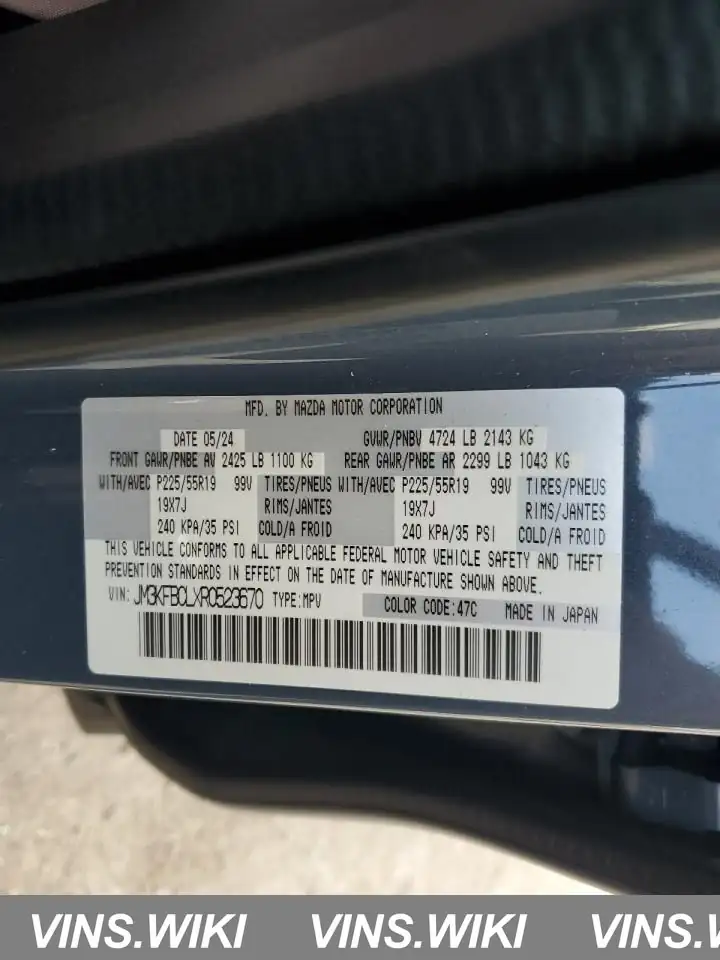 MFD. BY MAZDA MOTOR CORPORATION
DATE 05/24 GVWR/PNBV 4724 LB 2143 KG
FRONT GAWR/PNBE AV 2425 LB 1100 KG REAR GAWR/PNBE AR 2299 LB 1043 KG
WITH/AVEC P225/55R19 99V TIRES/PNEUS WITH/AVEC P225/55R19 99V TIRES/PNEUS
19X7J RIMS/JANTES 19X7J RIMS/JANTES
240 KPA/35 PSI COLD/A FROID 240 KPA/35 PSI COLD/A FROID
THIS VEHICLE CONFORMS TO ALL APPLICABLE FEDERAL MOTOR VEHICLE SAFETY AND THEFT
PREVENTION STANDARDS IN EFFECT ON THE DATE OF MANUFACTURE SHOWN ABOVE.
VIN: JM3KFBCLXR0523670 TYPE:MPV COLOR CODE:47C MADE IN JAPAN
VINS.WIKI VINS.WIKI VINS.W